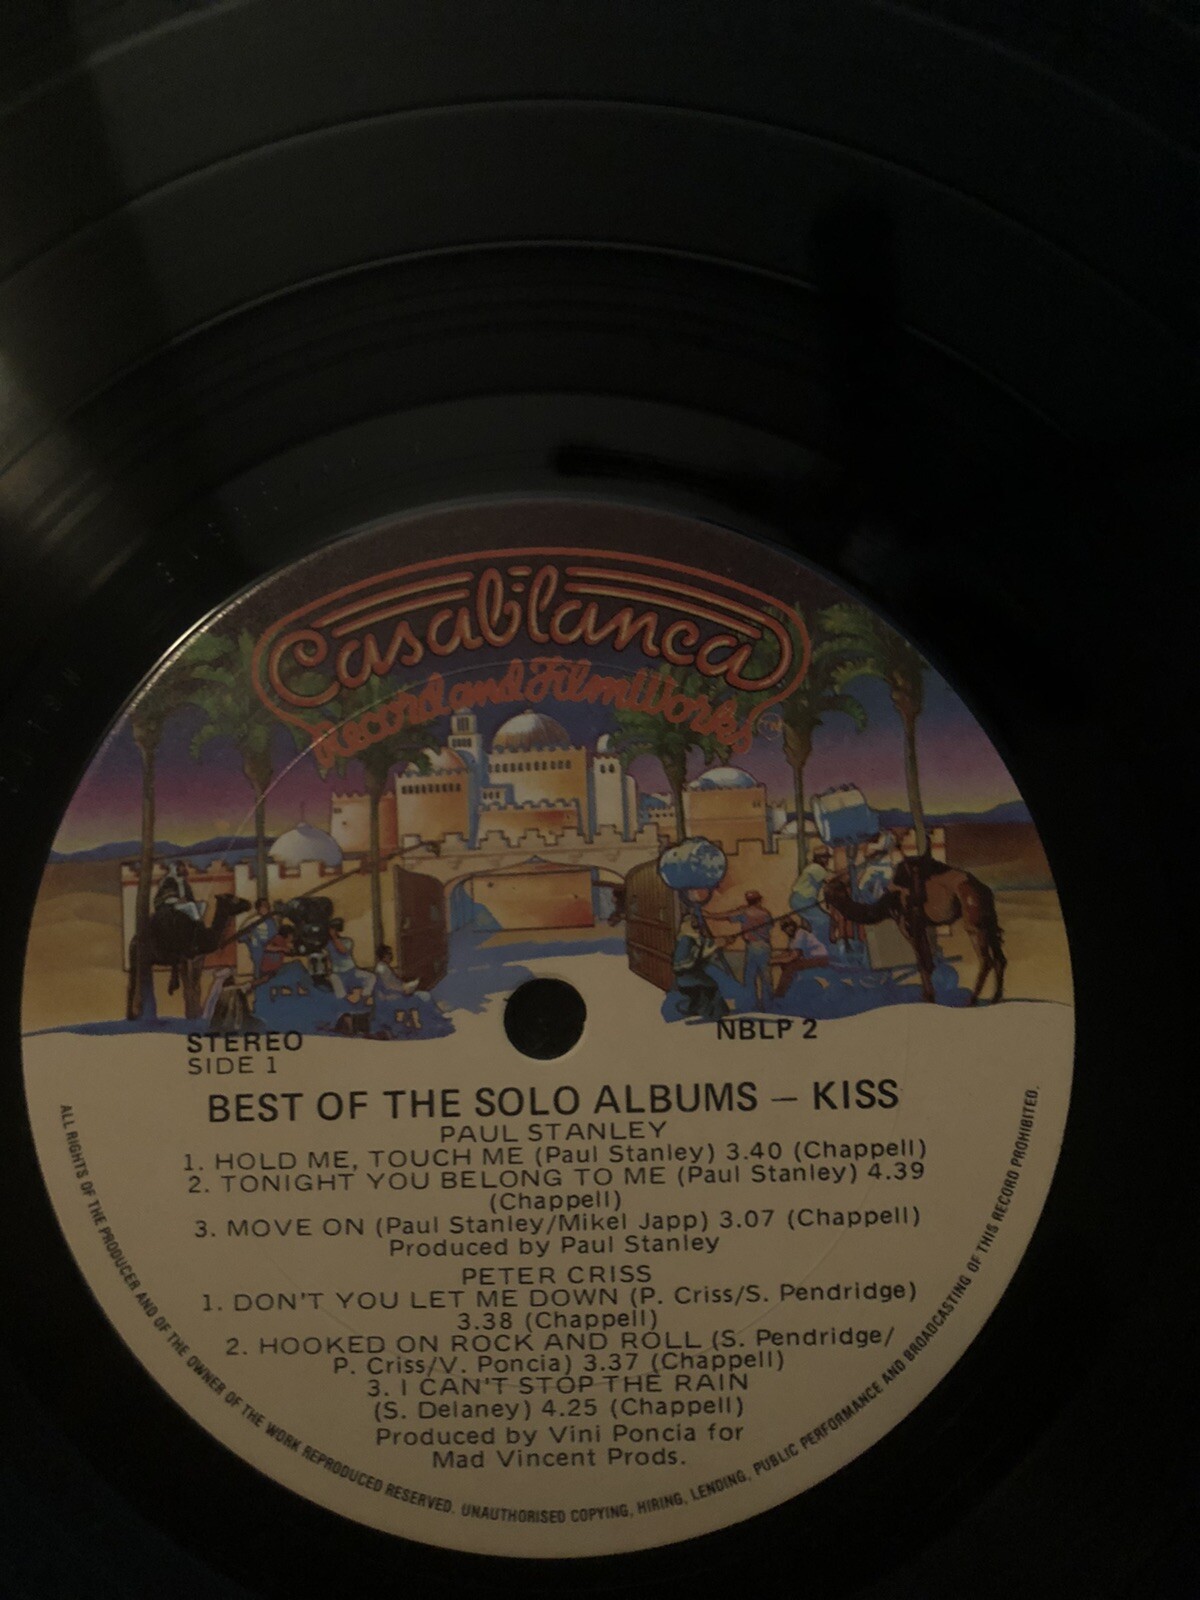 Casablanca
Record and FilmWorks TM
STEREO
NBLP 2
SIDE 1
BEST OF THE SOLO ALBUMS – KISS
PAUL STANLEY
1. HOLD ME, TOUCH ME (Paul Stanley) 3.40 (Chappell)
2. TONIGHT YOU BELONG TO ME (Paul Stanley) 4.39
(Chappell)
3. MOVE ON (Paul Stanley/Mikel Japp) 3.07 (Chappell)
Produced by Paul Stanley
PETER CRISS
1. DON'T YOU LET ME DOWN (P. Criss/S. Pendridge)
3.38 (Chappell)
2. HOOKED ON ROCK AND ROLL (S. Pendridge/
P. Criss/V. Poncia) 3.37 (Chappell)
3. I CAN'T STOP THE RAIN
(S. Delaney) 4.25 (Chappell)
Produced by Vini Poncia for
Mad Vincent Prods.
ALL RIGHTS OF THE PRODUCER AND OF THE OWNER OF THE WORK REPRODUCED RESERVED. UNAUTHORISED COPYING, HIRING, LENDING, PUBLIC PERFORMANCE AND BROADCASTING OF THIS RECORD PROHIBITED.